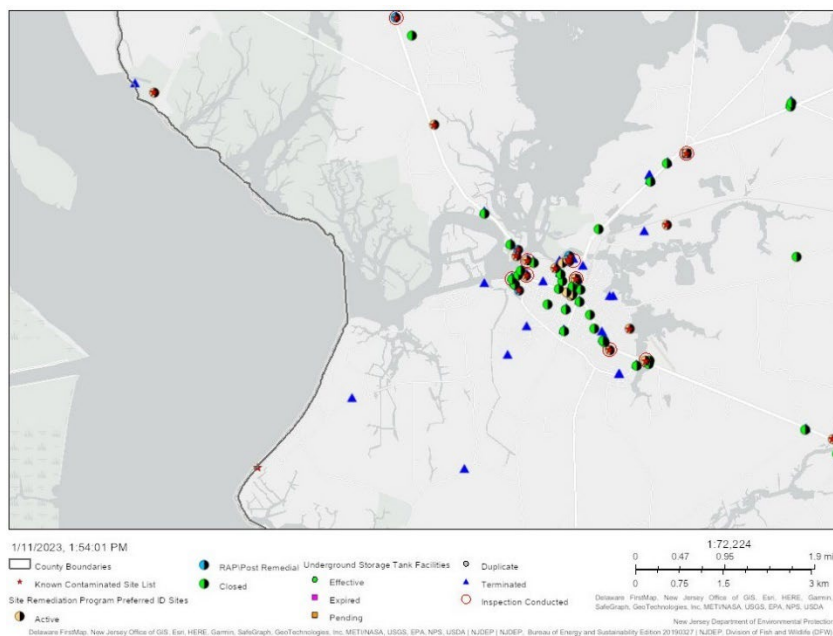 1/11/2023, 1:54:01 PM
County Boundaries
Known Contaminated Site List
Site Remediation Program Preferred ID Sites
Active
RAP\Post Remedial
Closed
Underground Storage Tank Facilities
Effective
Expired
Pending
Duplicate
Terminated
Inspection Conducted
1:72,224
0 0.47 0.95 1.9 mi
0 0.75 1.5 3 km
Delaware FirstMap, New Jersey Office of GIS, Esri, HERE, Garmin,
SafeGraph, GeoTechnologies, Inc, METI/NASA, USGS, EPA, NPS, USDA
New Jersey Department of Environmental Protection
Delaware FirstMap, New Jersey Office of GIS, Esri, HERE, Garmin, SafeGraph, GeoTechnologies, Inc, METI/NASA, USGS, EPA, NPS, USDA | NJDEP | NJDEP, Bureau of Energy and Sustainability Edition 20190327 | NJDEP, Division of Fish and Wildlife (DFW),